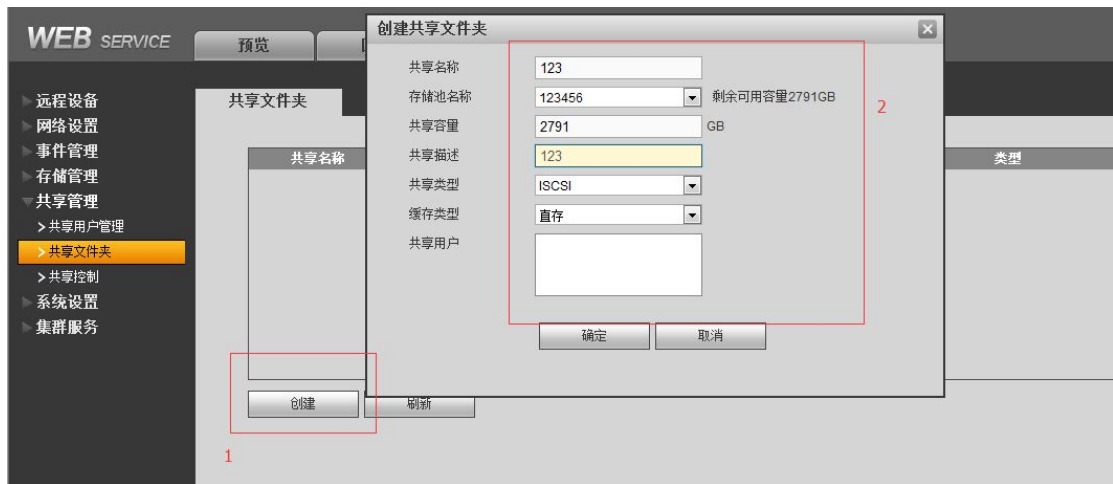 WEB SERVICE
预览
创建共享文件夹
共享名称
123
存储池名称
123456
剩余可用容量2791GB
共享容量
2791
GB
共享描述
123
共享类型
ISCSI
缓存类型
直存
共享用户
确定
取消
2
远程设备
网络设置
事件管理
存储管理
共享管理
>共享用户管理
>共享文件夹
>共享控制
系统设置
集群服务
共享文件夹
共享名称
类型
创建
刷新
1